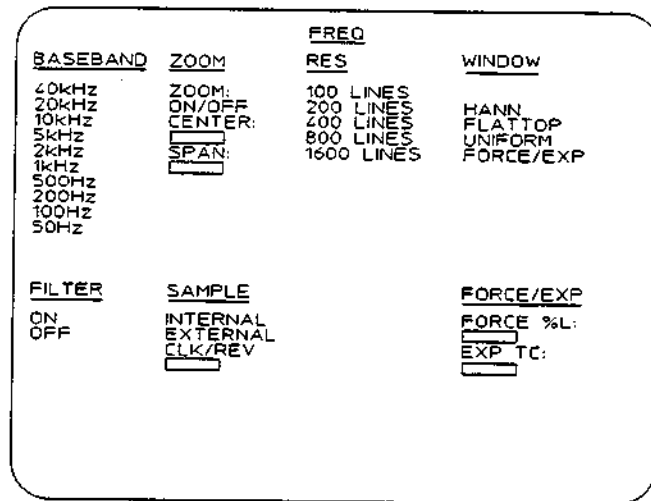 BASEBAND
40kHz
20kHz
10kHz
5kHz
2kHz
1kHz
500Hz
200Hz
100Hz
50Hz
ZOOM
ZOOM:
ON/OFF
CENTER:
SPAN:
FREQ
RES
100 LINES
200 LINES
400 LINES
800 LINES
1600 LINES
WINDOW
HANN
FLATTOP
UNIFORM
FORCE/EXP
FILTER
ON
OFF
SAMPLE
INTERNAL
EXTERNAL
CLK/REV
FORCE/EXP
FORCE %L:
EXP TC: